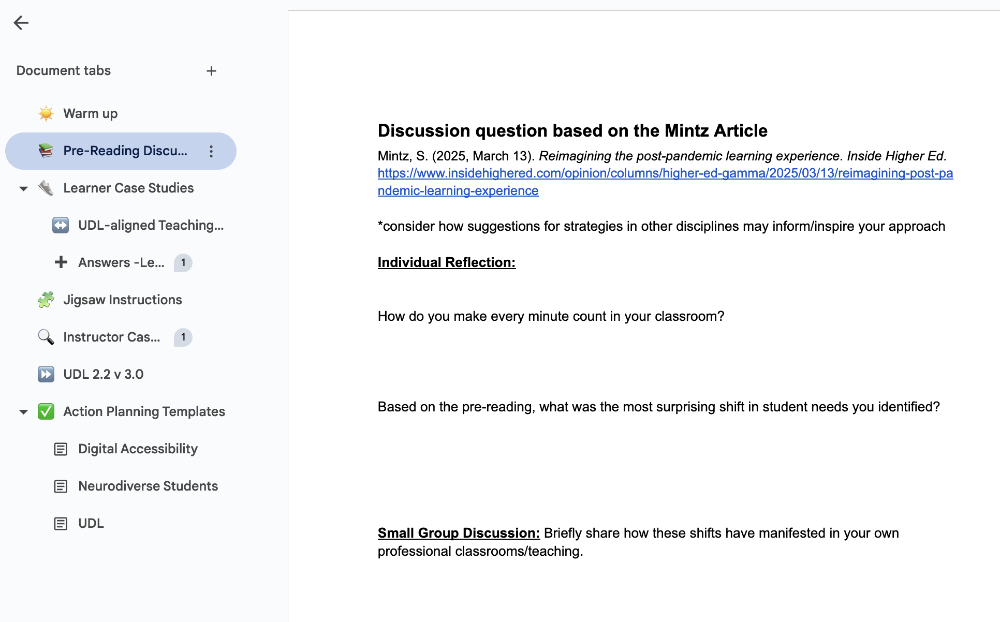 Document tabs
Warm up
Pre-Reading Discu...
Learner Case Studies
UDL-aligned Teaching...
Answers -Le... 1
Jigsaw Instructions
Instructor Cas... 1
UDL 2.2 v 3.0
Action Planning Templates
Digital Accessibility
Neurodiverse Students
UDL
Discussion question based on the Mintz Article
Mintz, S. (2025, March 13). Reimagining the post-pandemic learning experience. Inside Higher Ed.
https://www.insidehighered.com/opinion/columns/higher-ed-gamma/2025/03/13/reimagining-post-pa
ndemic-learning-experience
*consider how suggestions for strategies in other disciplines may inform/inspire your approach
Individual Reflection:
How do you make every minute count in your classroom?
Based on the pre-reading, what was the most surprising shift in student needs you identified?
Small Group Discussion: Briefly share how these shifts have manifested in your own
professional classrooms/teaching.